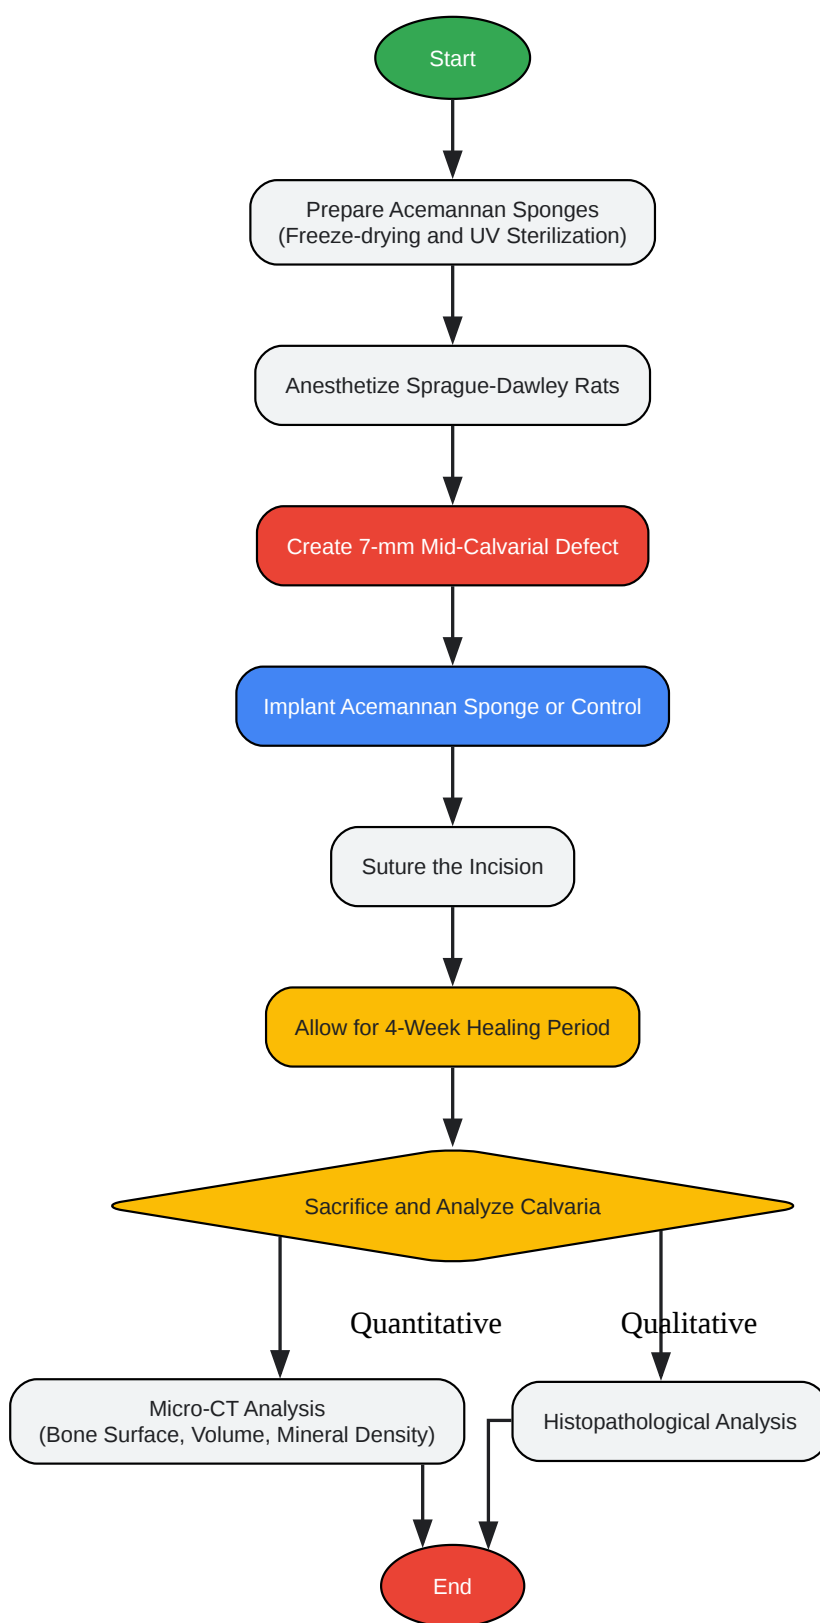 Start
Prepare Acemannan Sponges
(Freeze-drying and UV Sterilization)
Anesthetize Sprague-Dawley Rats
Create 7-mm Mid-Calvarial Defect
Implant Acemannan Sponge or Control
Suture the Incision
Allow for 4-Week Healing Period
Sacrifice and Analyze Calvaria
Quantitative
Qualitative
Micro-CT Analysis
(Bone Surface, Volume, Mineral Density)
Histopathological Analysis
End